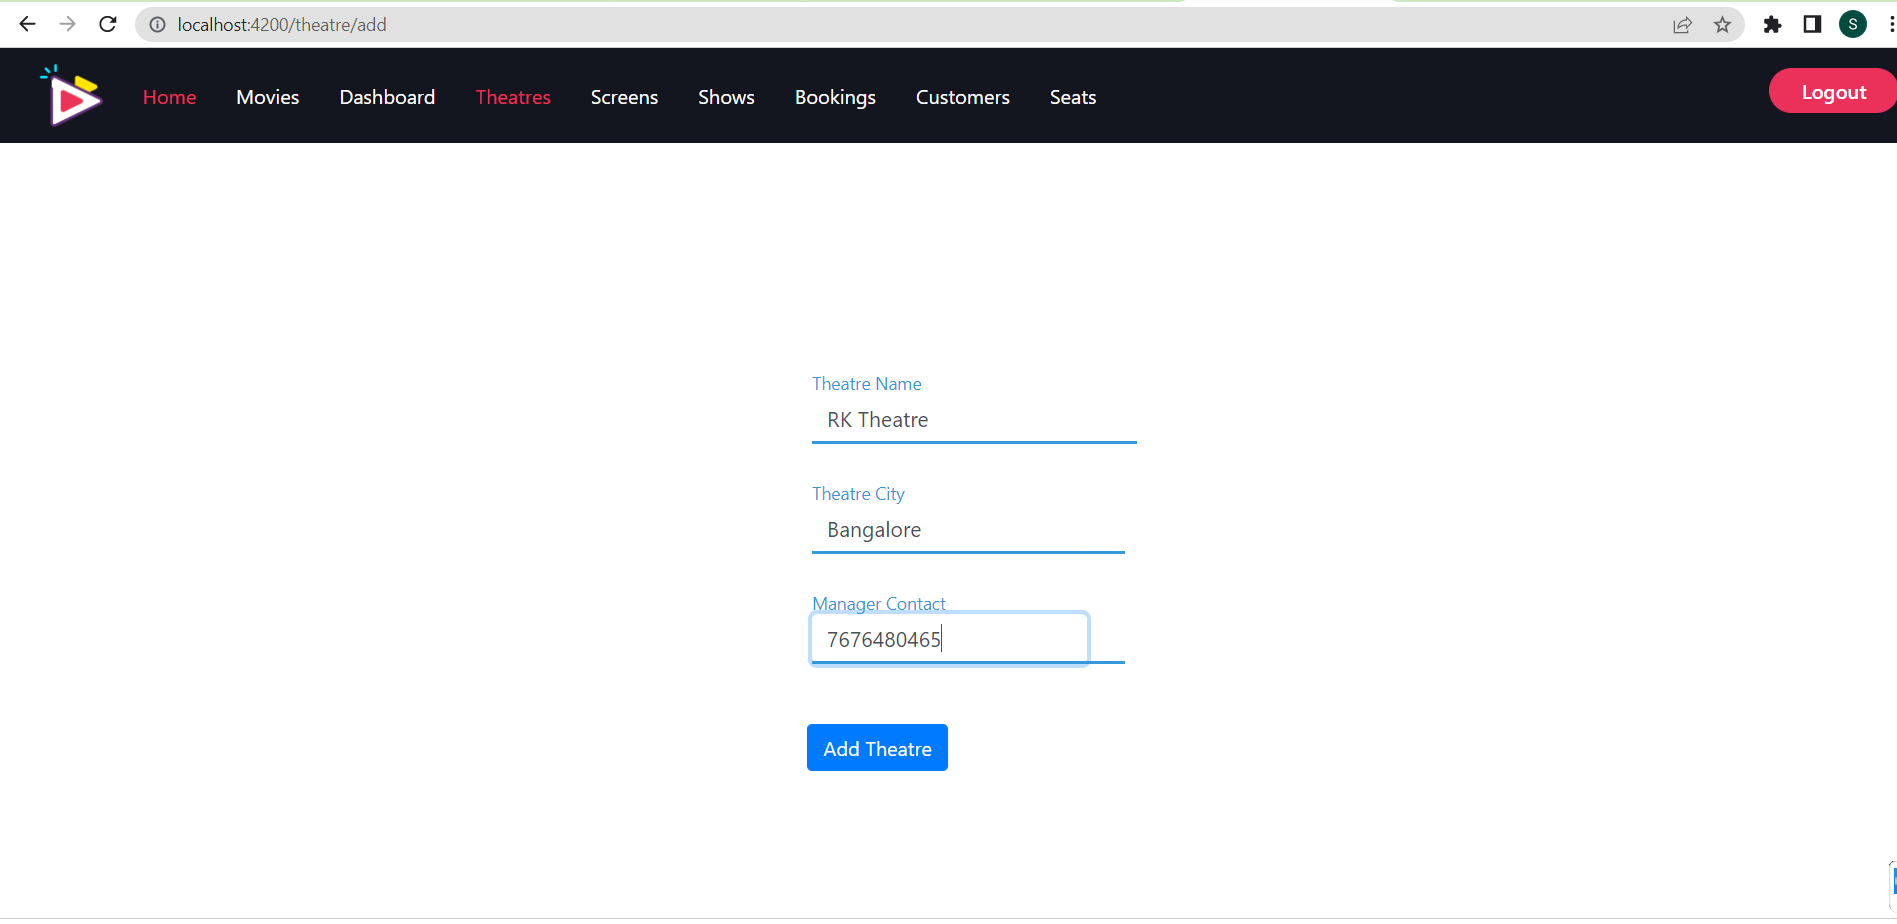 localhost:4200/theatre/add
S
Home Movies Dashboard Theatres Screens Shows Bookings Customers Seats Logout
Theatre Name
RK Theatre
Theatre City
Bangalore
Manager Contact
7676480465
Add Theatre